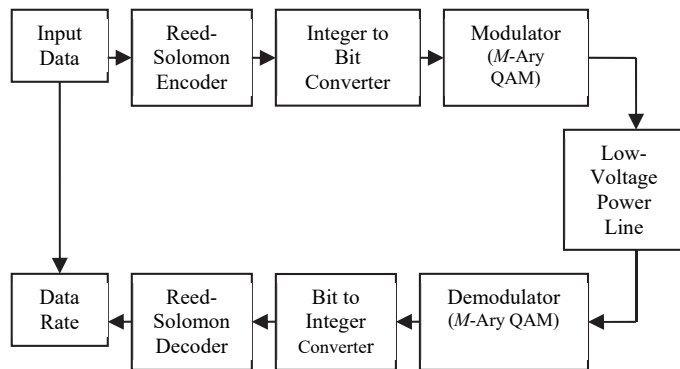 Input
Data
Reed-
Solomon
Encoder
Integer to
Bit
Converter
Modulator
(M-Ary
QAM)
Low-
Voltage
Power
Line
Data
Rate
Reed-
Solomon
Decoder
Bit to
Integer
Converter
Demodulator
(M-Ary QAM)